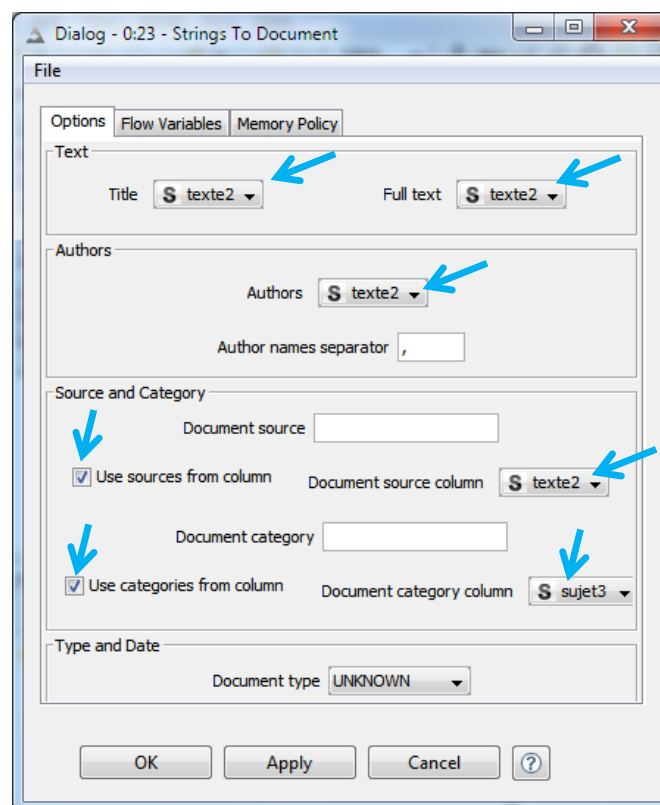 Dialog - 0:23 - Strings To Document
File
Options Flow Variables Memory Policy
Text
Title S texte2 Full text S texte2
Authors
Authors S texte2
Author names separator ,
Source and Category
Document source
Use sources from column Document source column S texte2
Document category
Use categories from column Document category column S sujet3
Type and Date
Document type UNKNOWN
OK Apply Cancel ?